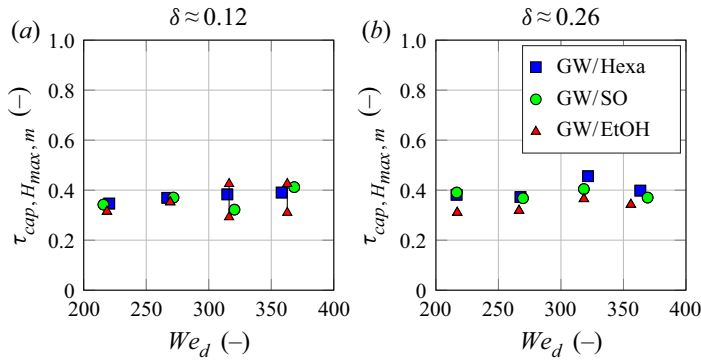 δ ≈ 0.12
δ ≈ 0.26
(a)
(b)
1.0
0.8
0.6
0.4
0.2
0
τcap, Hmax, m (–)
200 250 300 350 400
Wed (–)
1.0
0.8
0.6
0.4
0.2
0
τcap, Hmax, m (–)
200 250 300 350 400
Wed (–)
GW/Hexa
GW/SO
GW/EtOH